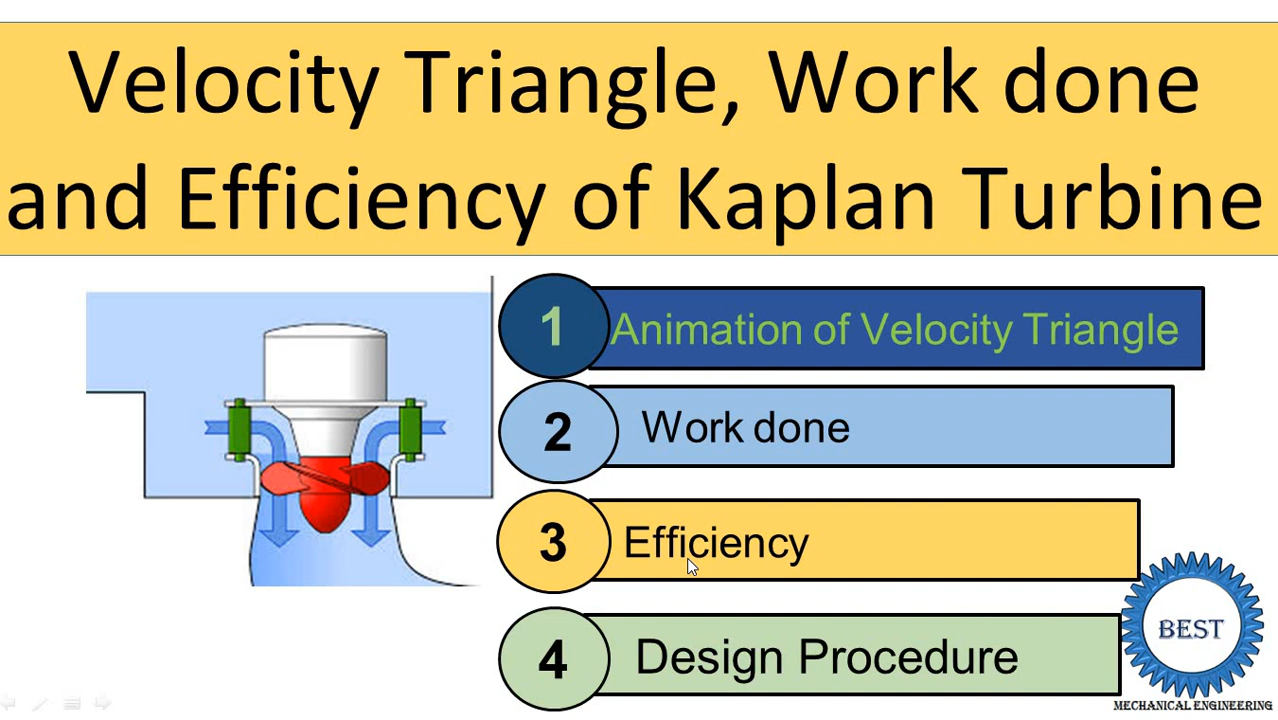 Velocity Triangle, Work done
and Efficiency of Kaplan Turbine
1 Animation of Velocity Triangle
2 Work done
3 Efficiency
4 Design Procedure
BEST
MECHANICAL ENGINEERING